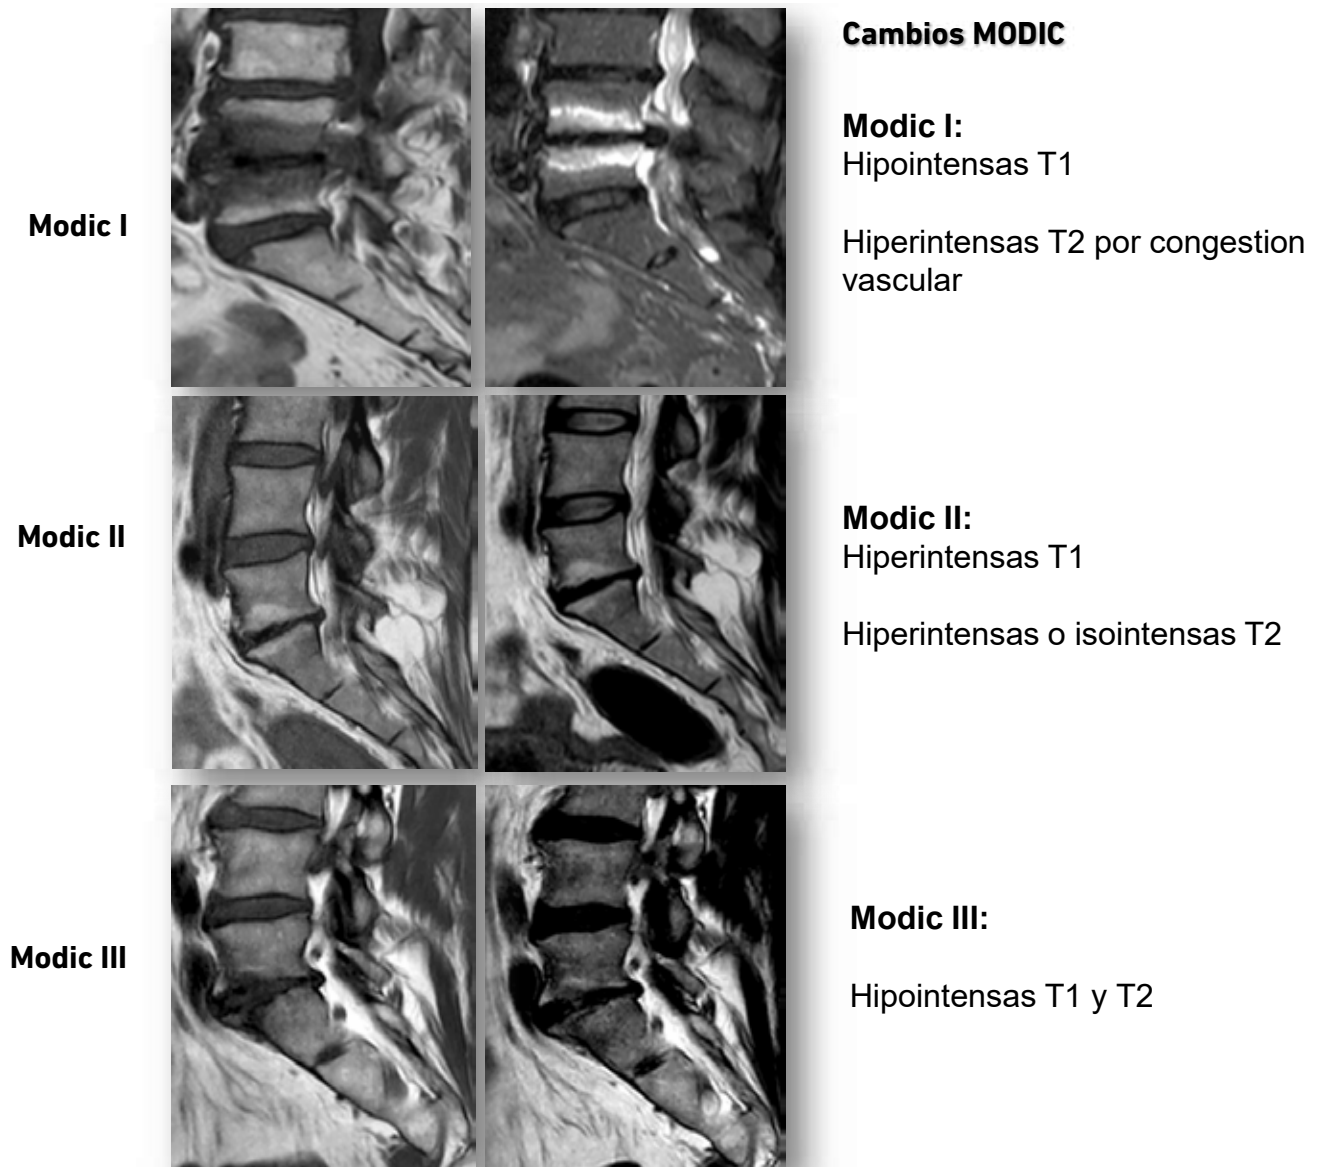 Cambios MODIC
Modic I
Modic I:
Hipointensas T1
Hiperintensas T2 por congestion
vascular
Modic II
Modic II:
Hiperintensas T1
Hiperintensas o isointensas T2
Modic III
Modic III:
Hipointensas T1 y T2